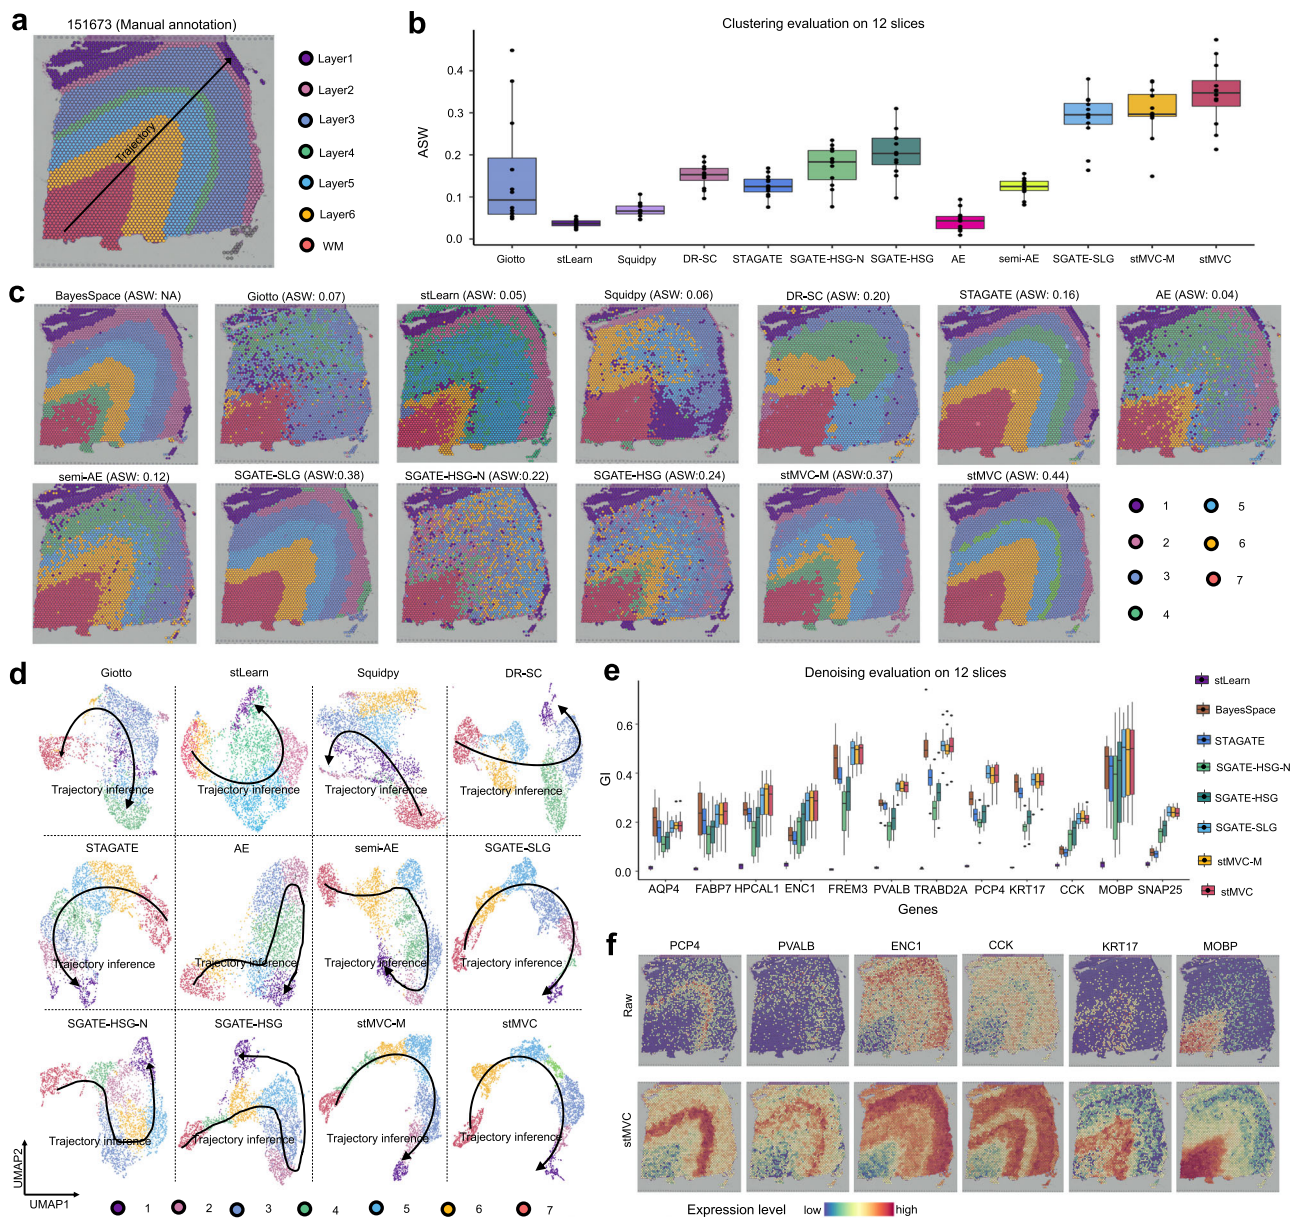 a
151673 (Manual annotation)
Trajectory
Layer1
Layer2
Layer3
Layer4
Layer5
Layer6
WM
b
Clustering evaluation on 12 slices
ASW
0.4
0.3
0.2
0.1
0.0
Giotto
stLearn
Squidpy
DR-SC
STAGATE
SGATE-HSG-N
SGATE-HSG
AE
semi-AE
SGATE-SLG
stMVC-M
stMVC
c
BayesSpace (ASW: NA)
Giotto (ASW: 0.07)
stLearn (ASW: 0.05)
Squidpy (ASW: 0.06)
DR-SC (ASW: 0.20)
STAGATE (ASW: 0.16)
AE (ASW: 0.04)
semi-AE (ASW: 0.12)
SGATE-SLG (ASW:0.38)
SGATE-HSG-N (ASW:0.22)
SGATE-HSG (ASW:0.24)
stMVC-M (ASW:0.37)
stMVC (ASW: 0.44)
1
2
3
4
5
6
7
d
Giotto
stLearn
Squidpy
DR-SC
Trajectory inference
Trajectory inference
Trajectory inference
Trajectory inference
STAGATE
AE
semi-AE
SGATE-SLG
Trajectory inference
Trajectory inference
Trajectory inference
Trajectory inference
SGATE-HSG-N
SGATE-HSG
stMVC-M
stMVC
Trajectory inference
Trajectory inference
Trajectory inference
Trajectory inference
UMAP2
UMAP1
1
2
3
4
5
6
7
e
Denoising evaluation on 12 slices
GI
0.6
0.4
0.2
0.0
AQP4
FABP7
HPCAL1
ENC1
FREM3
PVALB
TRABD2A
PCP4
KRT17
CCK
MOBP
SNAP25
Genes
stLearn
BayesSpace
STAGATE
SGATE-HSG-N
SGATE-HSG
SGATE-SLG
stMVC-M
stMVC
f
PCP4
PVALB
ENC1
CCK
KRT17
MOBP
Raw
stMVC
Expression level
low
high